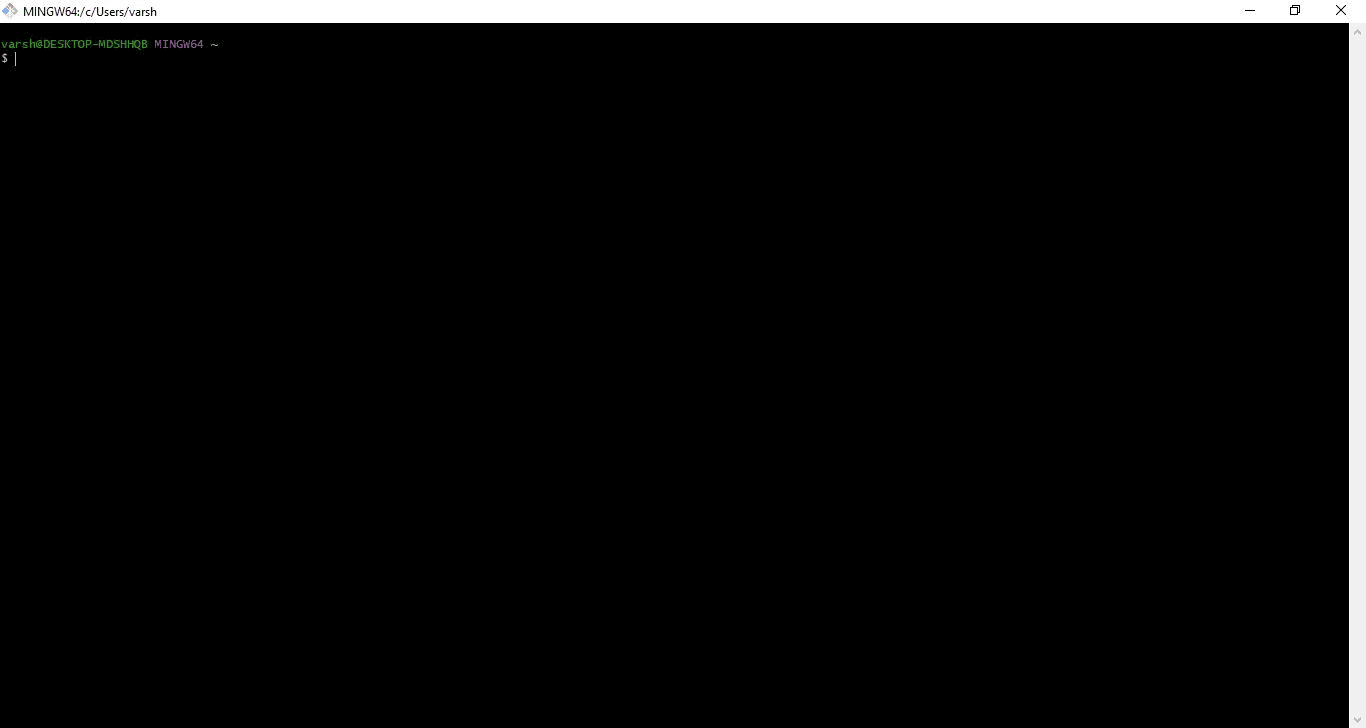 MINGW64:/c/Users/varsh
varsh@DESKTOP-MDSHHQB MINGW64 ~
$